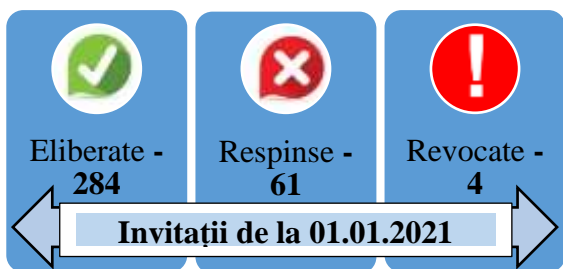 Eliberate -
284
Respinse -
61
Revocate -
4
Invitații de la 01.01.2021